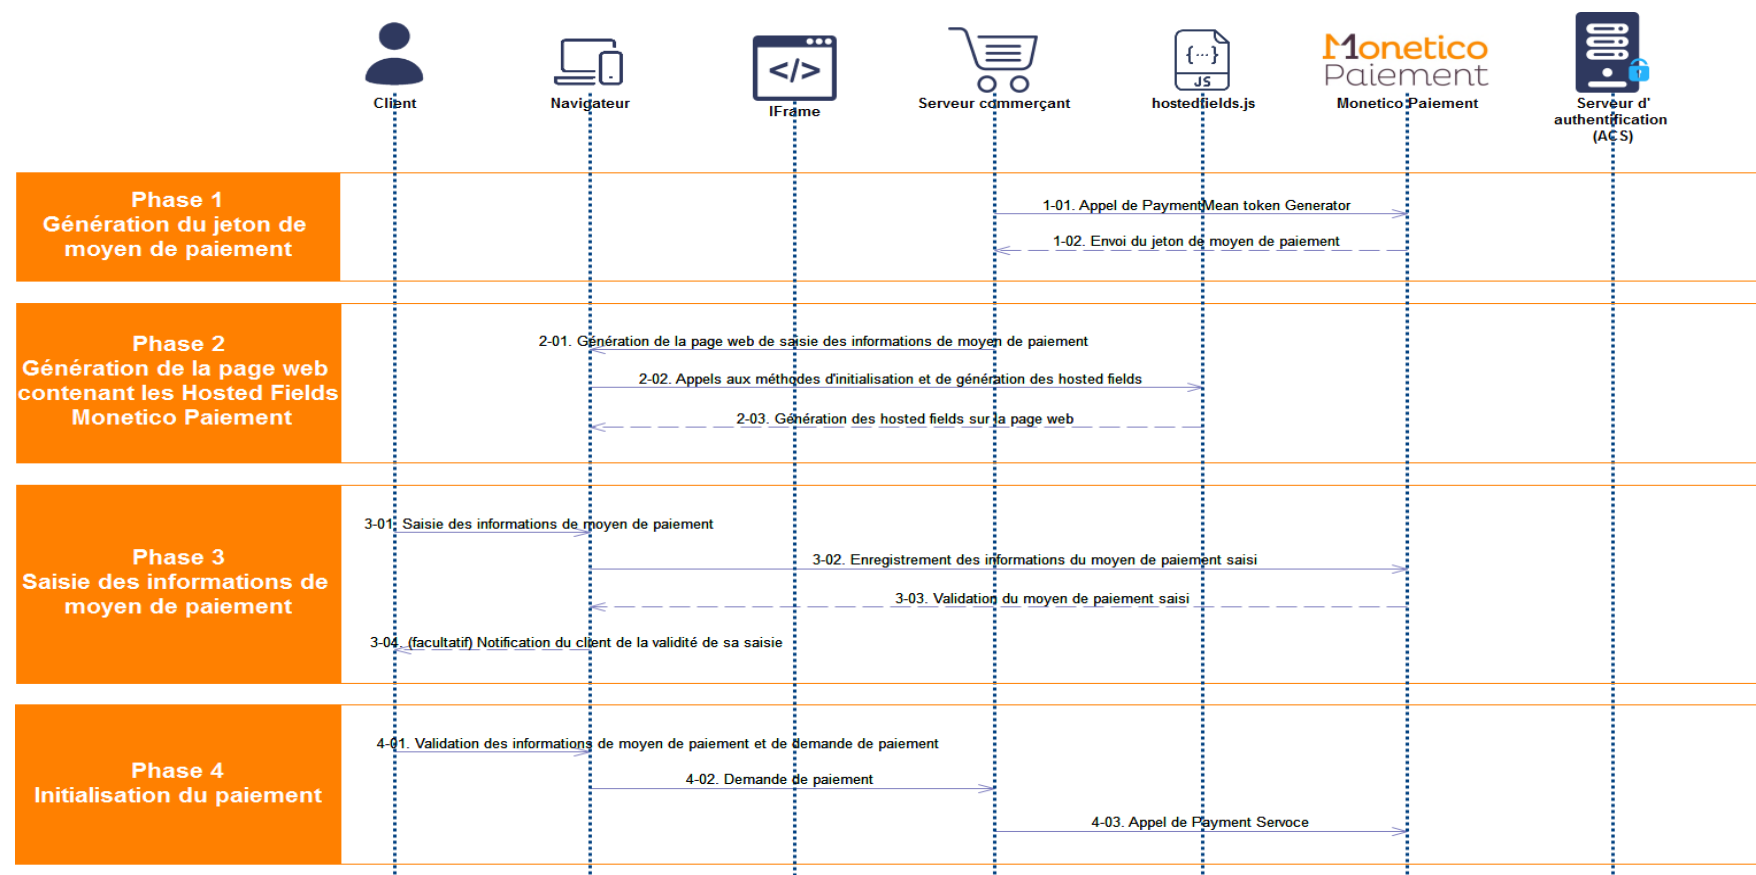 </>
{...}
JS
Monetico
Paiement
Client
Navigateur
IFrame
Serveur commerçant
hostedfields.js
Monetico Paiement
Serveur d'
authentification
(ACS)
Phase 1
Génération du jeton de
moyen de paiement
1-01. Appel de PaymentMean token Generator
1-02. Envoi du jeton de moyen de paiement
Phase 2
Génération de la page web
contenant les Hosted Fields
Monetico Paiement
2-01. Génération de la page web de saisie des informations de moyen de paiement
2-02. Appels aux méthodes d'initialisation et de génération des hosted fields
2-03. Génération des hosted fields sur la page web
Phase 3
Saisie des informations de
moyen de paiement
3-01. Saisie des informations de moyen de paiement
3-02. Enregistrement des informations du moyen de paiement saisi
3-03. Validation du moyen de paiement saisi
3-04. (facultatif) Notification du client de la validité de sa saisie
Phase 4
Initialisation du paiement
4-01. Validation des informations de moyen de paiement et de demande de paiement
4-02. Demande de paiement
4-03. Appel de Payment Servoce